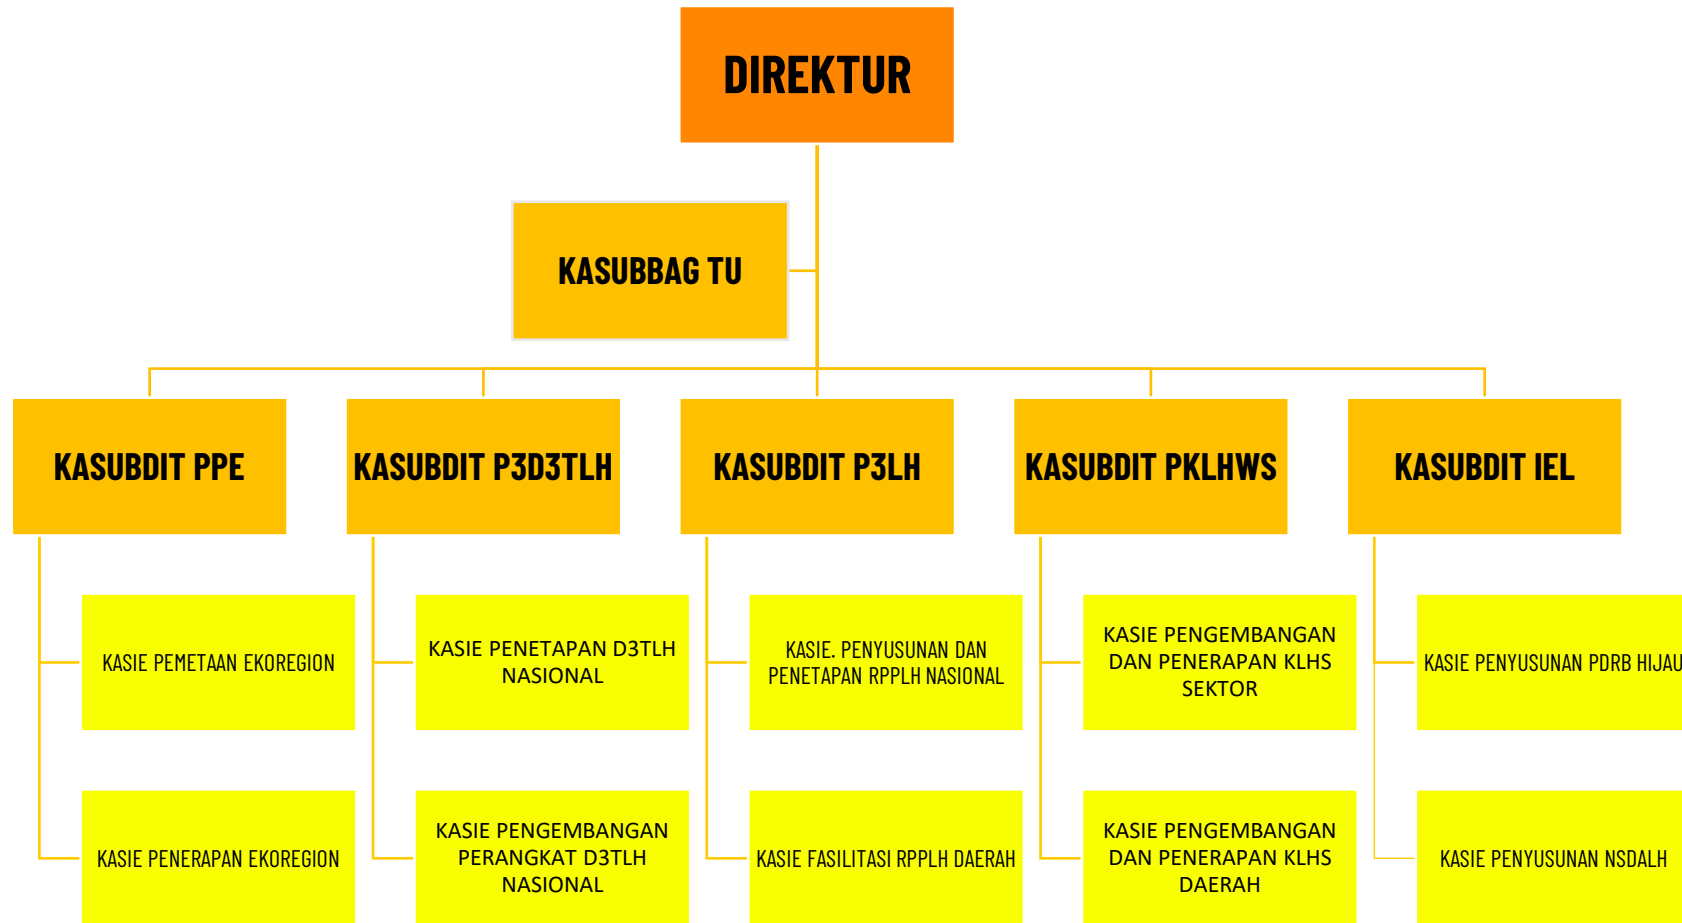 DIREKTUR
KASUBBAG TU
KASUBDIT PPE
KASUBDIT P3D3TLH
KASUBDIT P3LH
KASUBDIT PKLHWS
KASUBDIT IEL
KASIE PEMETAAN EKOREGION
KASIE PENETAPAN D3TLH
NASIONAL
KASIE. PENYUSUNAN DAN
PENETAPAN RPPLH NASIONAL
KASIE PENGEMBANGAN
DAN PENERAPAN KLHS
SEKTOR
KASIE PENYUSUNAN PDRB HIJAU
KASIE PENERAPAN EKOREGION
KASIE PENGEMBANGAN
PERANGKAT D3TLH
NASIONAL
KASIE FASILITASI RPPLH DAERAH
KASIE PENGEMBANGAN
DAN PENERAPAN KLHS
DAERAH
KASIE PENYUSUNAN NSDALH